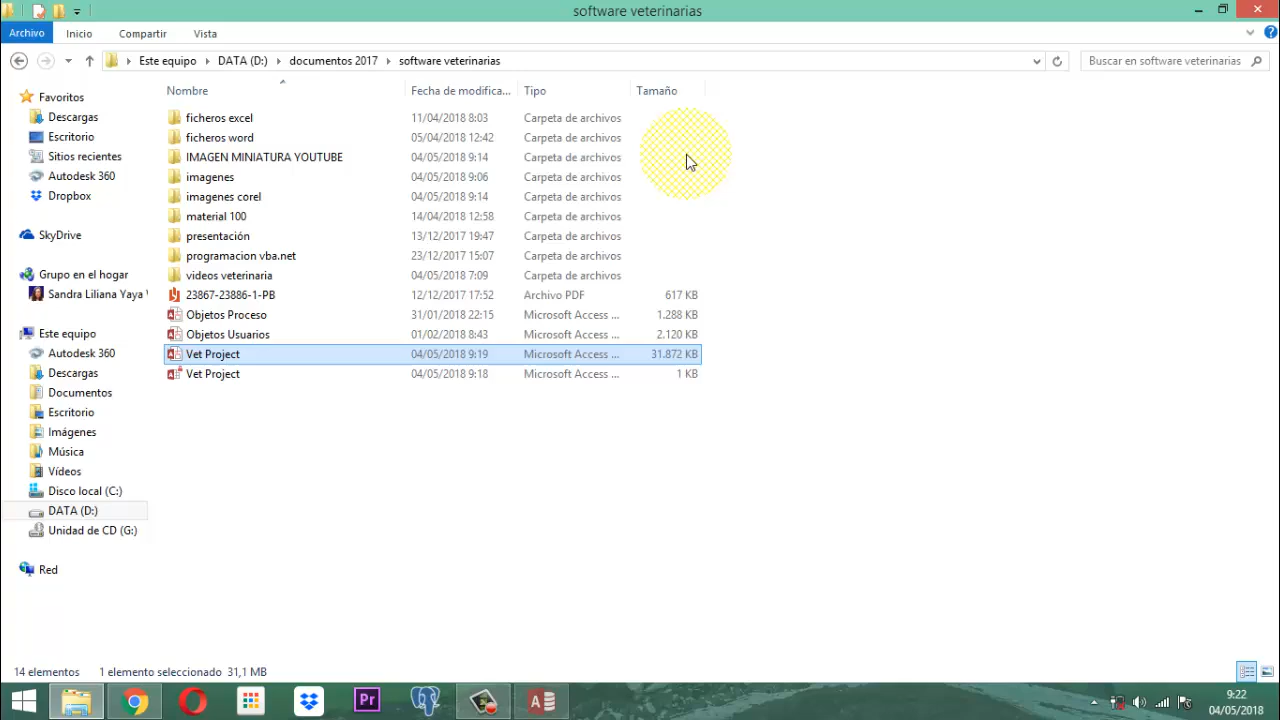 software veterinarias
Archivo Inicio Compartir Vista
Este equipo DATA (D:) documentos 2017 software veterinarias
Buscar en software veterinarias
Nombre Fecha de modifica... Tipo Tamaño
ficheros excel 11/04/2018 8:03 Carpeta de archivos
ficheros word 05/04/2018 12:42 Carpeta de archivos
IMAGEN MINIATURA YOUTUBE 04/05/2018 9:14 Carpeta de archivos
imagenes 04/05/2018 9:06 Carpeta de archivos
imagenes corel 04/05/2018 9:14 Carpeta de archivos
material 100 14/04/2018 12:58 Carpeta de archivos
presentación 13/12/2017 19:47 Carpeta de archivos
programacion vba.net 23/12/2017 15:07 Carpeta de archivos
videos veterinaria 04/05/2018 7:09 Carpeta de archivos
23867-23886-1-PB 12/12/2017 17:52 Archivo PDF 617 KB
Objetos Proceso 31/01/2018 22:15 Microsoft Access ... 1.288 KB
Objetos Usuarios 01/02/2018 8:43 Microsoft Access ... 2.120 KB
Vet Project 04/05/2018 9:19 Microsoft Access ... 31.872 KB
Vet Project 04/05/2018 9:18 Microsoft Access ... 1 KB
Favoritos
Descargas
Escritorio
Sitios recientes
Autodesk 360
Dropbox
SkyDrive
Grupo en el hogar
Sandra Liliana Yaya
Este equipo
Autodesk 360
Descargas
Documentos
Escritorio
Imágenes
Música
Vídeos
Disco local (C:)
DATA (D:)
Unidad de CD (G:)
Red
14 elementos 1 elemento seleccionado 31,1 MB
Pr
9:22
04/05/2018